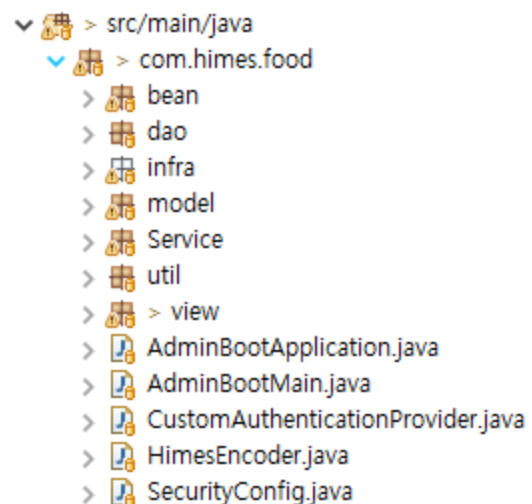 > src/main/java
> com.himes.food
bean
dao
infra
model
Service
util
> view
AdminBootApplication.java
AdminBootMain.java
CustomAuthenticationProvider.java
HimesEncoder.java
SecurityConfig.java